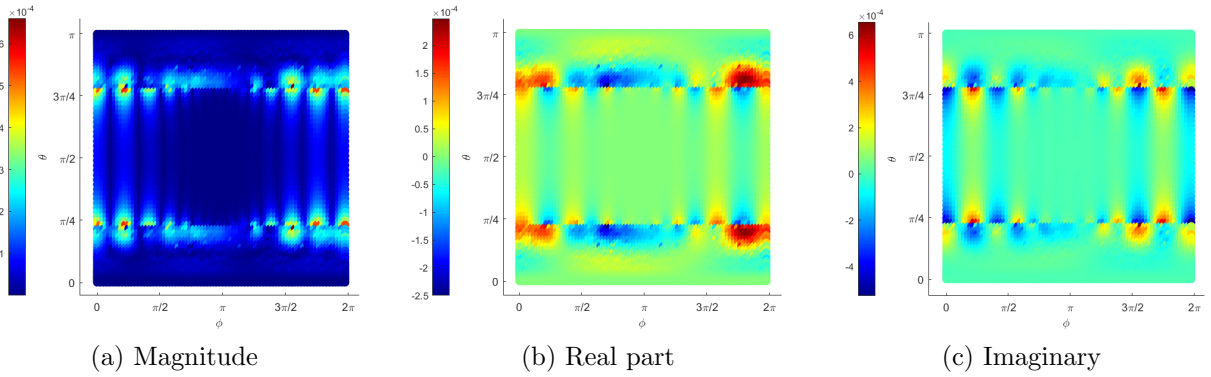 ×10⁻⁴
6
5
4
3
2
1
π
3π/4
π/2
π/4
0
θ
0
π/2
π
3π/2
2π
ϕ
(a) Magnitude
×10⁻⁴
2
1.5
1
0.5
0
-0.5
-1
-1.5
-2
-2.5
π
3π/4
π/2
π/4
0
θ
0
π/2
π
3π/2
2π
ϕ
(b) Real part
×10⁻⁴
6
4
2
0
-2
-4
π
3π/4
π/2
π/4
0
θ
0
π/2
π
3π/2
2π
ϕ
(c) Imaginary